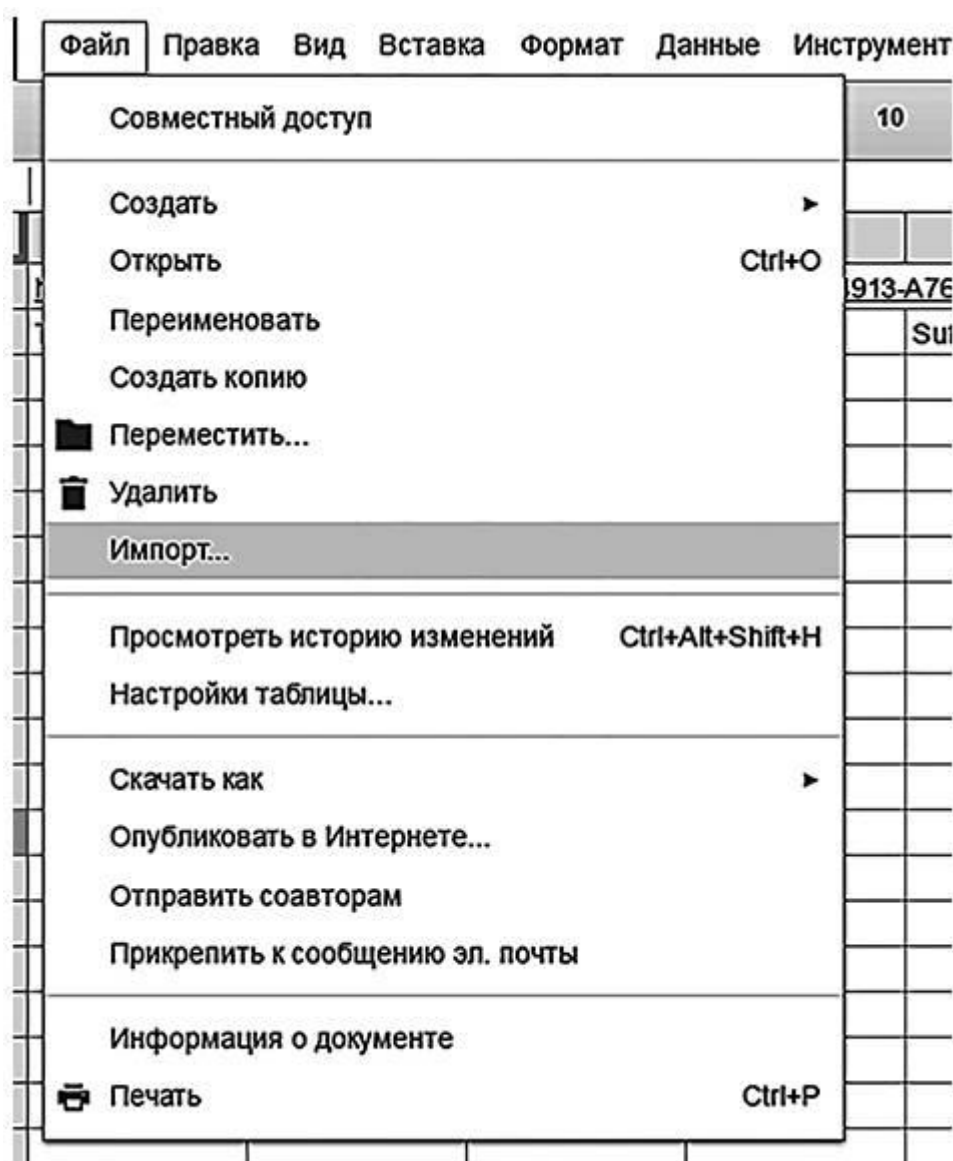 Файл Правка Вид Вставка Формат Данные Инструмент
Совместный доступ
10
Создать
Открыть Ctrl+O
913-A76
Переименовать
Создать копию
Переместить...
Удалить
Импорт...
Просмотреть историю изменений Ctrl+Alt+Shift+H
Настройки таблицы...
Скачать как
Опубликовать в Интернете...
Отправить соавторам
Прикрепить к сообщению эл. почты
Информация о документе
Печать Ctrl+P